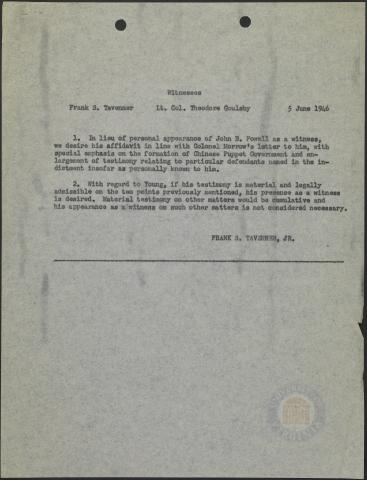 Witnesses
Frank S. Tavenner Lt. Col. Theodore Goulsby 5 June 1946
1. In lieu of personal appearance of John B. Powell as a witness,
we desire his affidavit in line with Colonel Morrow's letter to him, with
special emphasis on the formation of Chinese Puppet Government and en-
largement of testimony relating to particular defendants named in the in-
dictment insofar as personally known to him.
2. With regard to Young, if his testimony is material and legally
admissible on the two points previously mentioned, his presence as a witness
is desired. Material testimony on other matters would be cumulative and
his appearance as a witness on such other matters is not considered necessary.
FRANK S. TAVENNER, JR.